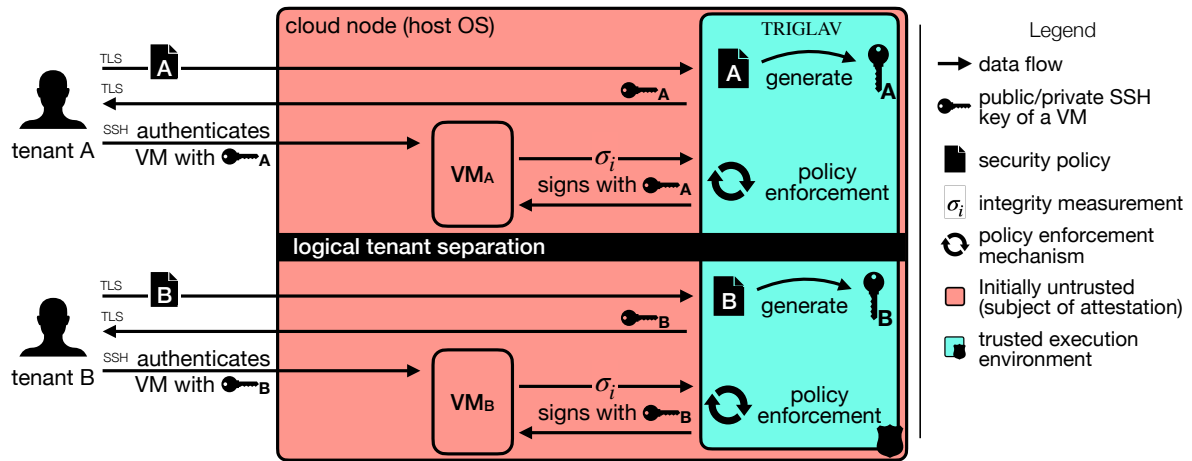 cloud node (host OS)
TRIGLAV
TLS
A
A
generate
A
TLS
A
tenant A
SSH authenticates
VM with A
VMA
σi
signs with A
policy
enforcement
logical tenant separation
TLS
B
B
generate
B
TLS
B
tenant B
SSH authenticates
VM with B
VMB
σi
signs with B
policy
enforcement
Legend
data flow
public/private SSH
key of a VM
security policy
σi integrity measurement
policy enforcement
mechanism
Initially untrusted
(subject of attestation)
trusted execution
environment